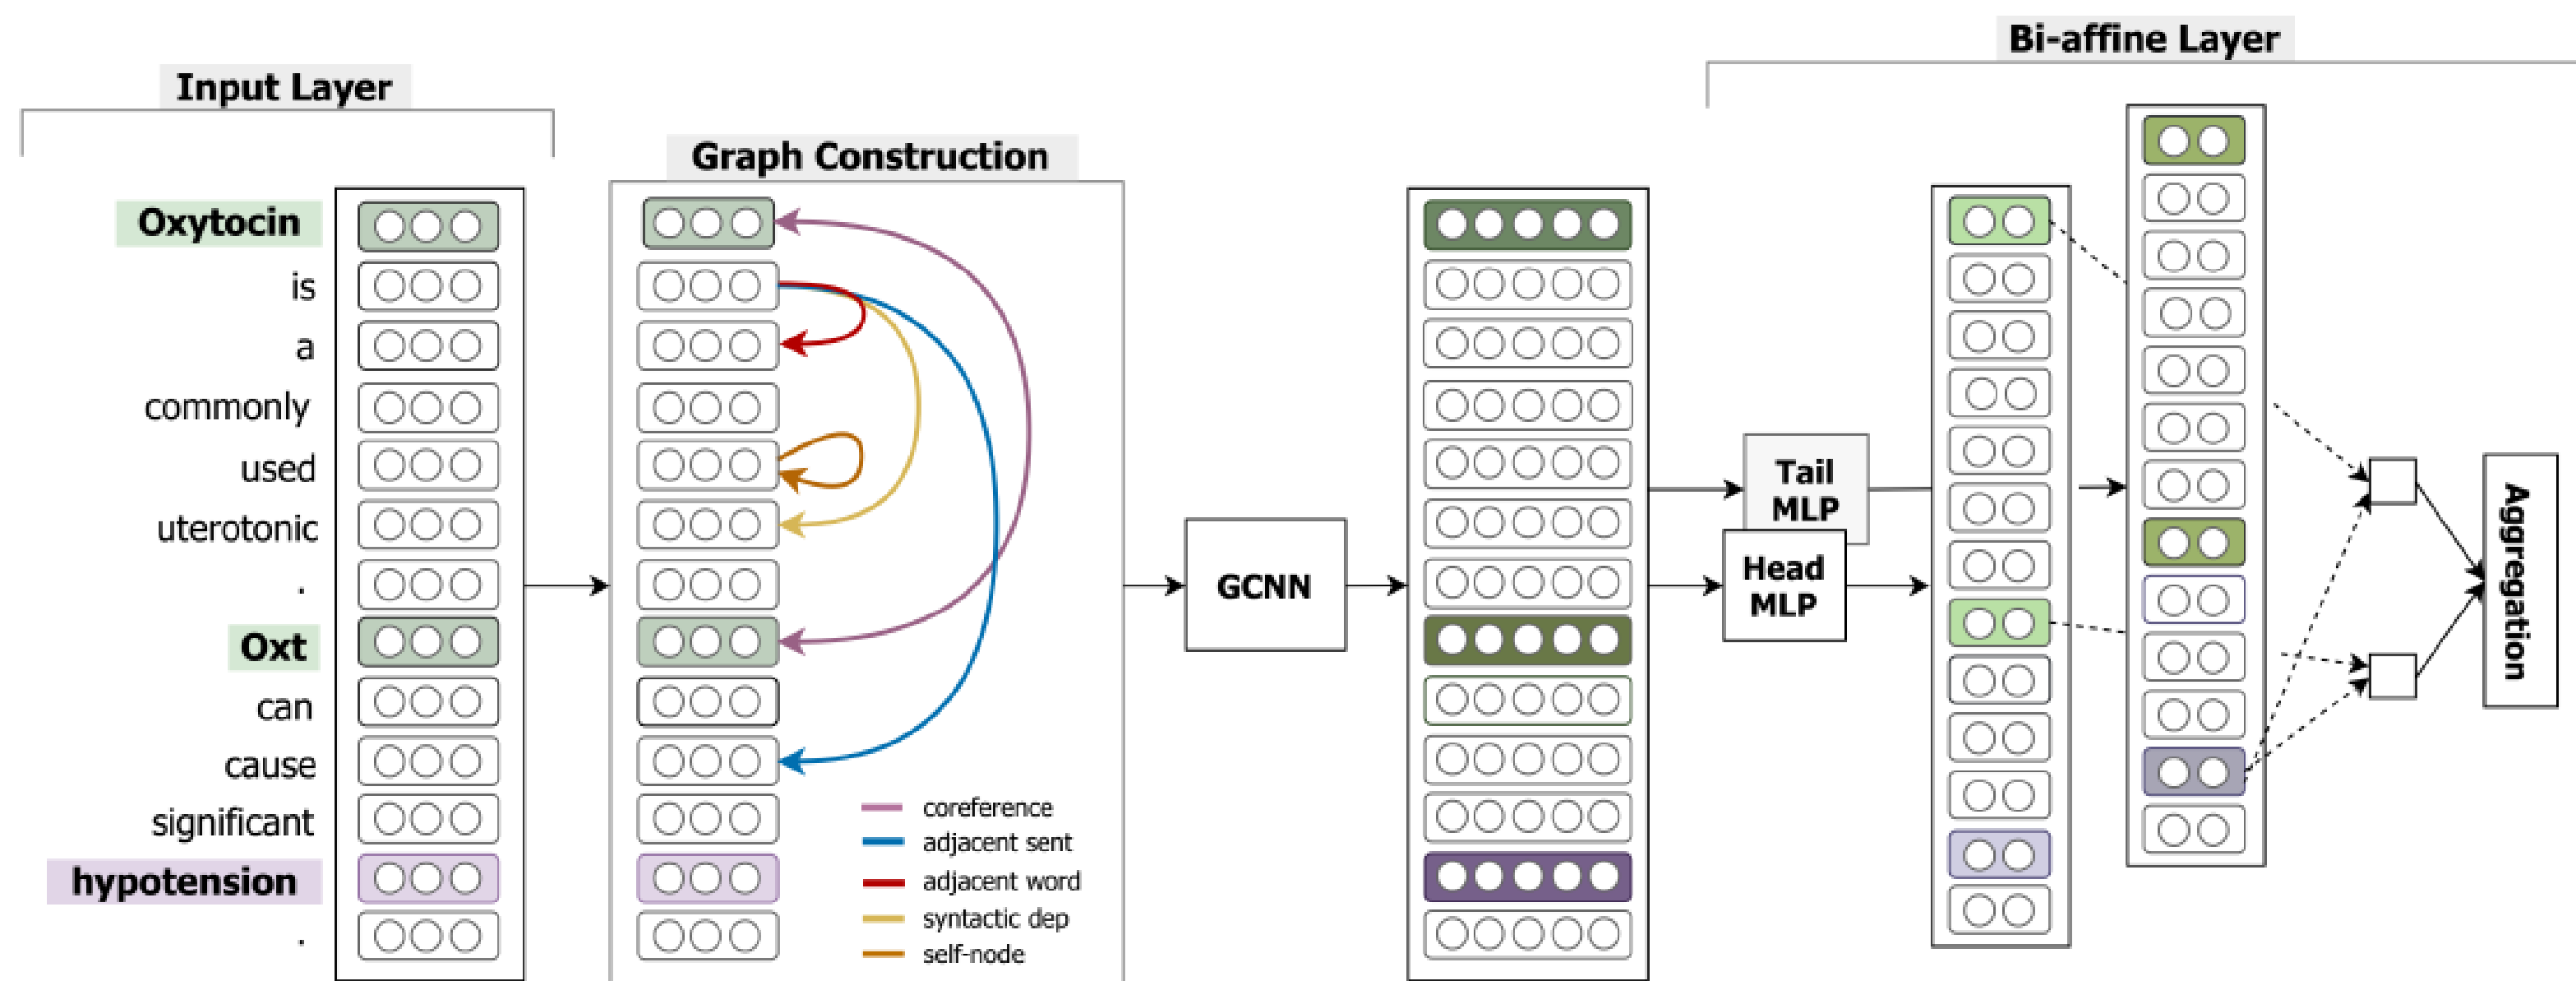 Bi-affine Layer
Input Layer
Graph Construction
Oxytocin
is
a
commonly
used
uterotonic
.
Oxt
can
cause
significant
hypotension
.
coreference
adjacent sent
adjacent word
syntactic dep
self-node
GCNN
Tail
MLP
Head
MLP
Aggregation